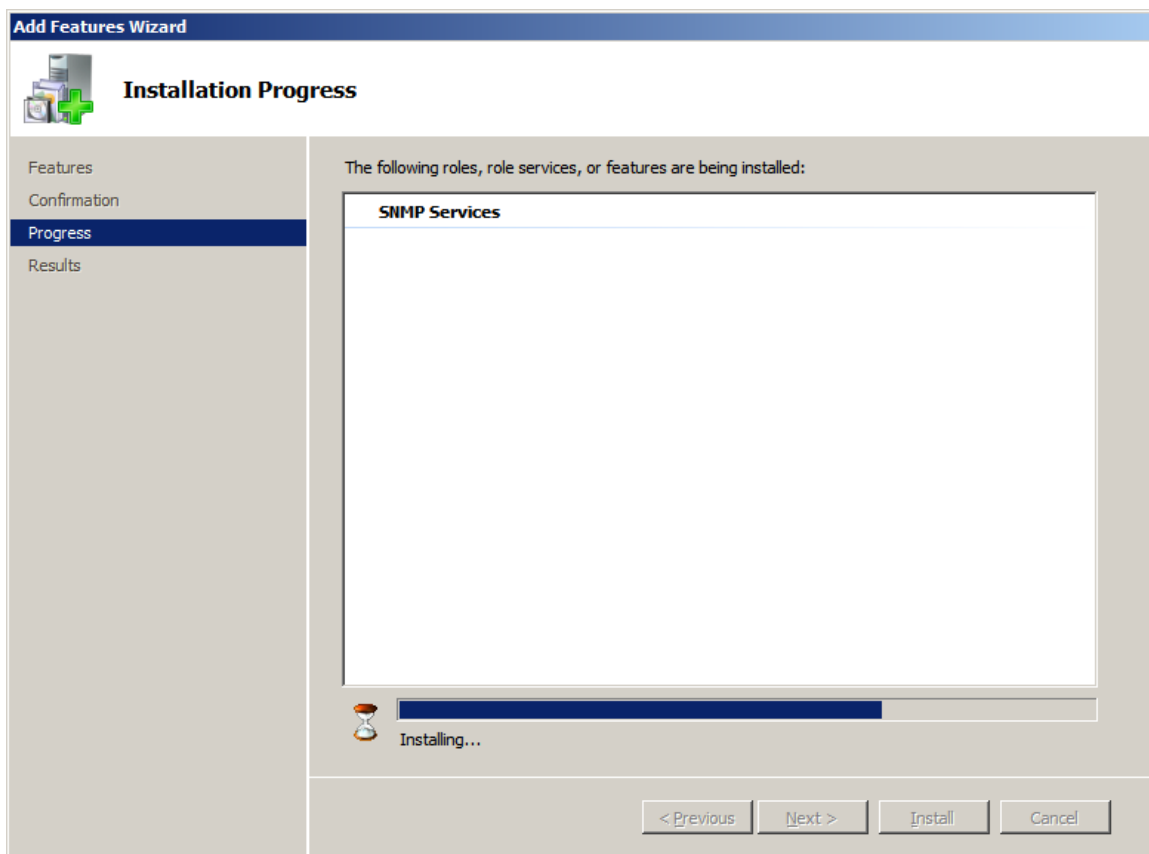 Add Features Wizard
Installation Progress
Features
Confirmation
Progress
Results
The following roles, role services, or features are being installed:
SNMP Services
Installing...
< Previous
Next >
Install
Cancel